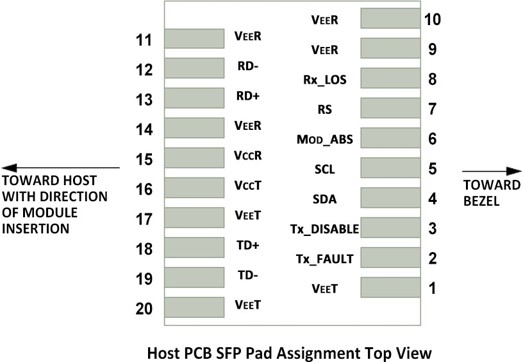 VEER 10
11 VEER
VEER 9
12 RD-
Rx_LOS 8
13 RD+
RS 7
14 VEER
MOD_ABS 6
15 VCCR
SCL 5
TOWARD HOST
WITH DIRECTION
OF MODULE
INSERTION
TOWARD
BEZEL
16 VCCT
SDA 4
17 VEET
Tx_DISABLE 3
18 TD+
Tx_FAULT 2
19 TD-
VEET 1
20 VEET
Host PCB SFP Pad Assignment Top View